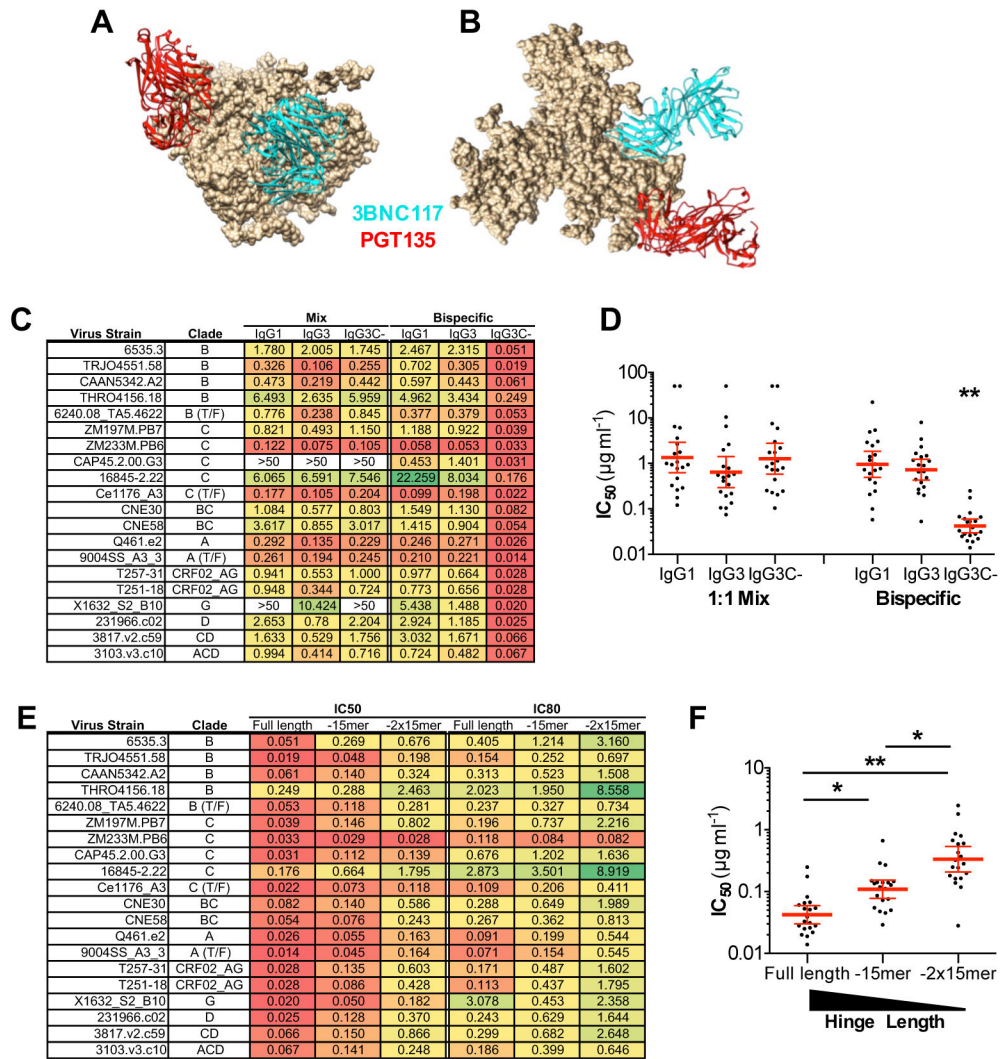 A
B
3BNC117
PGT135
C
Mix Bispecific
Virus Strain Clade IgG1 IgG3 IgG3C- IgG1 IgG3 IgG3C-
6535.3 B 1.780 2.005 1.745 2.467 2.315 0.051
TRJO4551.58 B 0.326 0.106 0.255 0.702 0.305 0.019
CAAN5342.A2 B 0.473 0.219 0.442 0.597 0.443 0.061
THRO4156.18 B 6.493 2.635 5.959 4.962 3.434 0.249
6240.08_TA5.4622 B (T/F) 0.776 0.238 0.845 0.377 0.379 0.053
ZM197M.PB7 C 0.821 0.493 1.150 1.188 0.922 0.039
ZM233M.PB6 C 0.122 0.075 0.105 0.058 0.053 0.033
CAP45.2.00.G3 C >50 >50 >50 0.453 1.401 0.031
16845-2.22 C 6.065 6.591 7.546 22.259 8.034 0.176
Ce1176_A3 C (T/F) 0.177 0.105 0.204 0.099 0.198 0.022
CNE30 BC 1.084 0.577 0.803 1.549 1.130 0.082
CNE58 BC 3.617 0.855 3.017 1.415 0.904 0.054
Q461.e2 A 0.292 0.135 0.229 0.246 0.271 0.026
9004SS_A3_3 A (T/F) 0.261 0.194 0.245 0.210 0.221 0.014
T257-31 CRF02_AG 0.941 0.553 1.000 0.977 0.664 0.028
T251-18 CRF02_AG 0.948 0.344 0.724 0.773 0.656 0.028
X1632_S2_B10 G >50 10.424 >50 5.438 1.488 0.020
231966.c02 D 2.653 0.78 2.204 2.924 1.185 0.025
3817.v2.c59 CD 1.633 0.529 1.756 3.032 1.671 0.066
3103.v3.c10 ACD 0.994 0.414 0.716 0.724 0.482 0.067
D
IC50 (µg ml-1)
100
10
1
0.1
0.01
**
IgG1 IgG3 IgG3C- IgG1 IgG3 IgG3C-
1:1 Mix Bispecific
E
IC50 IC80
Virus Strain Clade Full length -15mer -2x15mer Full length -15mer -2x15mer
6535.3 B 0.051 0.269 0.676 0.405 1.214 3.160
TRJO4551.58 B 0.019 0.048 0.198 0.154 0.252 0.697
CAAN5342.A2 B 0.061 0.140 0.324 0.313 0.523 1.508
THRO4156.18 B 0.249 0.288 2.463 2.023 1.950 8.558
6240.08_TA5.4622 B (T/F) 0.053 0.118 0.281 0.237 0.327 0.734
ZM197M.PB7 C 0.039 0.146 0.802 0.196 0.737 2.216
ZM233M.PB6 C 0.033 0.029 0.028 0.118 0.084 0.082
CAP45.2.00.G3 C 0.031 0.112 0.139 0.676 1.202 1.636
16845-2.22 C 0.176 0.664 1.795 2.873 3.501 8.919
Ce1176_A3 C (T/F) 0.022 0.073 0.118 0.109 0.206 0.411
CNE30 BC 0.082 0.140 0.586 0.288 0.649 1.989
CNE58 BC 0.054 0.076 0.243 0.267 0.362 0.813
Q461.e2 A 0.026 0.055 0.163 0.091 0.199 0.544
9004SS_A3_3 A (T/F) 0.014 0.045 0.164 0.071 0.154 0.545
T257-31 CRF02_AG 0.028 0.135 0.603 0.171 0.487 1.602
T251-18 CRF02_AG 0.028 0.086 0.428 0.113 0.437 1.795
X1632_S2_B10 G 0.020 0.050 0.182 3.078 0.453 2.358
231966.c02 D 0.025 0.128 0.370 0.243 0.629 1.644
3817.v2.c59 CD 0.066 0.150 0.866 0.299 0.682 2.648
3103.v3.c10 ACD 0.067 0.141 0.248 0.186 0.399 0.646
F
IC50 (µg ml-1)
10
1
0.1
0.01
*
**
*
Full length -15mer -2x15mer
Hinge Length